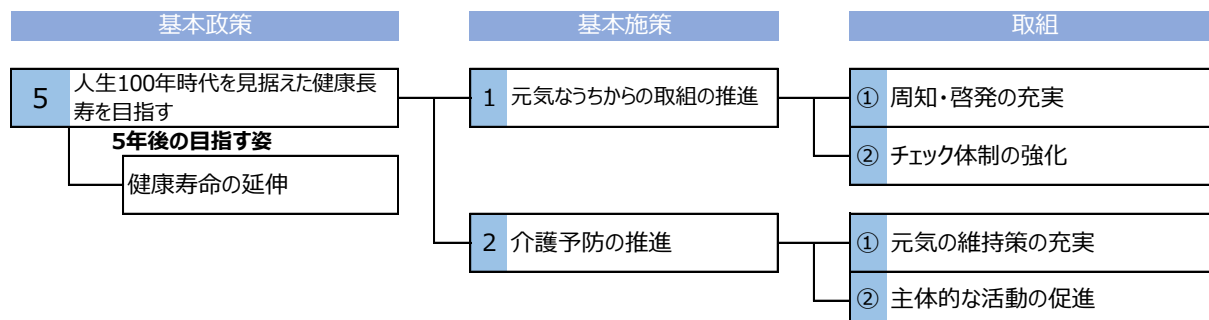 基本政策
基本施策
取組
5
人生100年時代を見据えた健康長
寿を目指す
5年後の目指す姿
健康寿命の延伸
1 元気なうちからの取組の推進
① 周知・啓発の充実
② チェック体制の強化
2 介護予防の推進
① 元気の維持策の充実
② 主体的な活動の促進